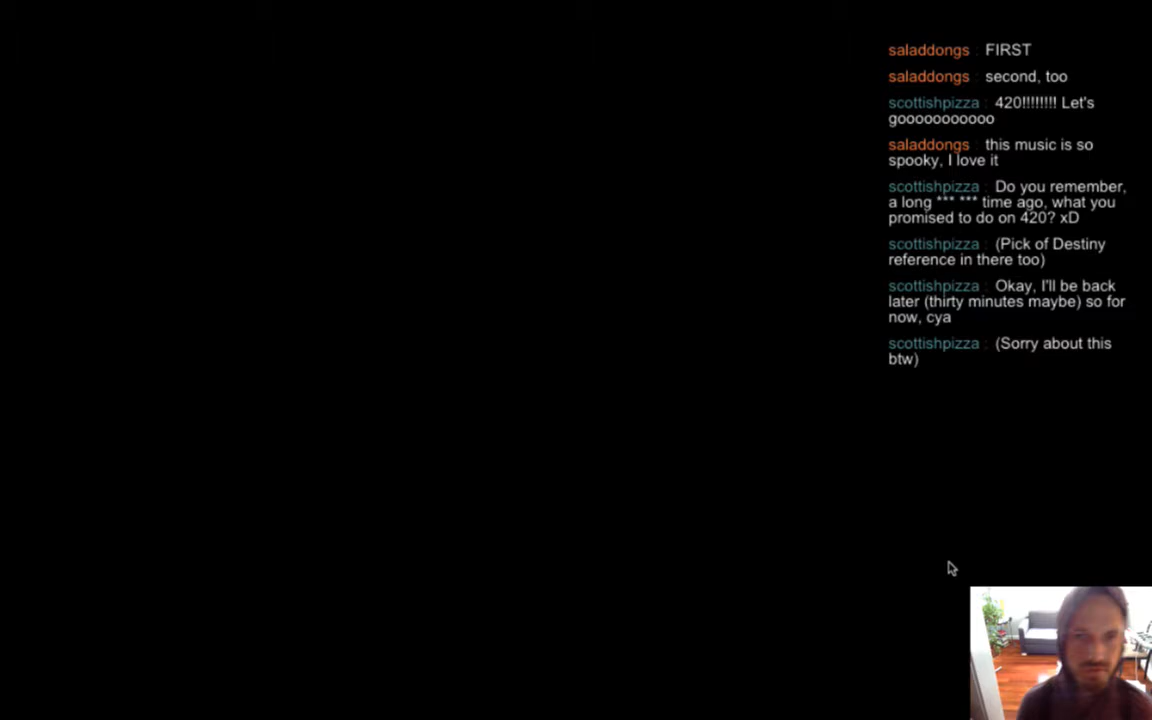 saladdongs : FIRST
saladdongs : second, too
scottishpizza : 420!!!!!!!! Let's
gooooooooooo
saladdongs : this music is so
spooky, I love it
scottishpizza : Do you remember,
a long *** *** time ago, what you
promised to do on 420? xD
scottishpizza : (Pick of Destiny
reference in there too)
scottishpizza : Okay, I'll be back
later (thirty minutes maybe) so for
now, cya
scottishpizza : (Sorry about this
btw)